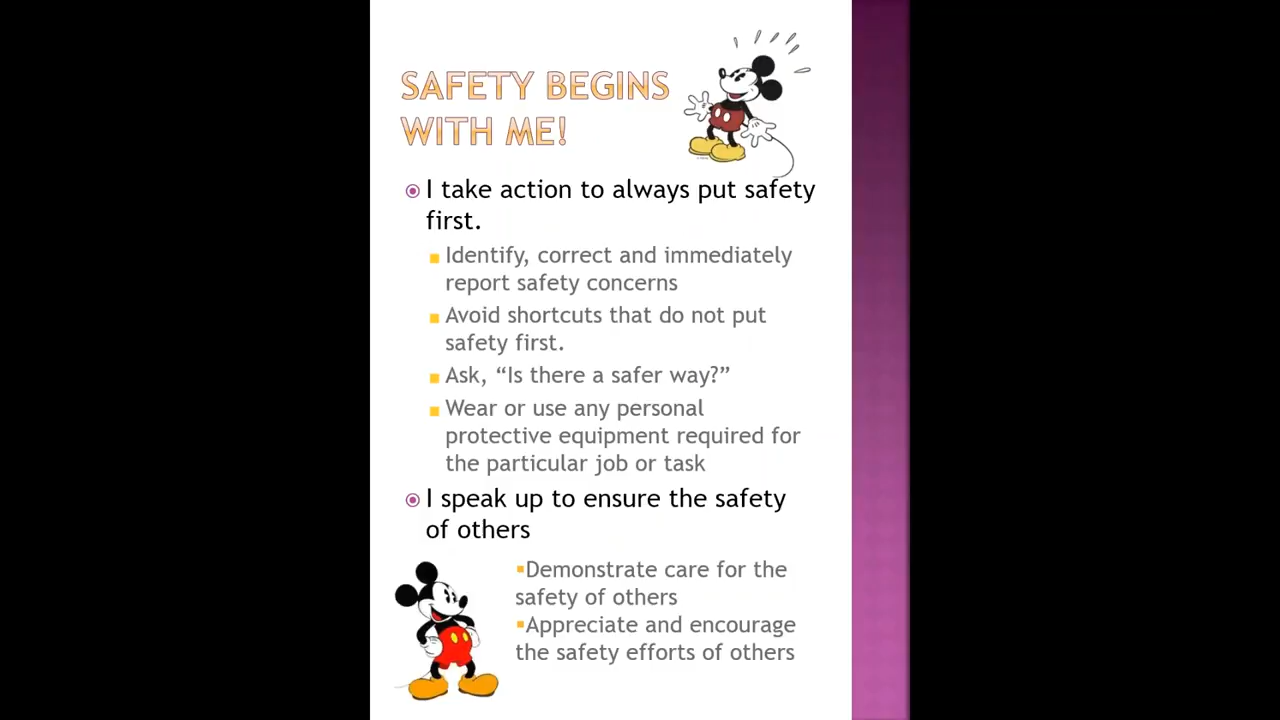 SAFETY BEGINS
WITH ME!
I take action to always put safety
first.
Identify, correct and immediately
report safety concerns
Avoid shortcuts that do not put
safety first.
Ask, “Is there a safer way?”
Wear or use any personal
protective equipment required for
the particular job or task
I speak up to ensure the safety
of others
Demonstrate care for the
safety of others
Appreciate and encourage
the safety efforts of others